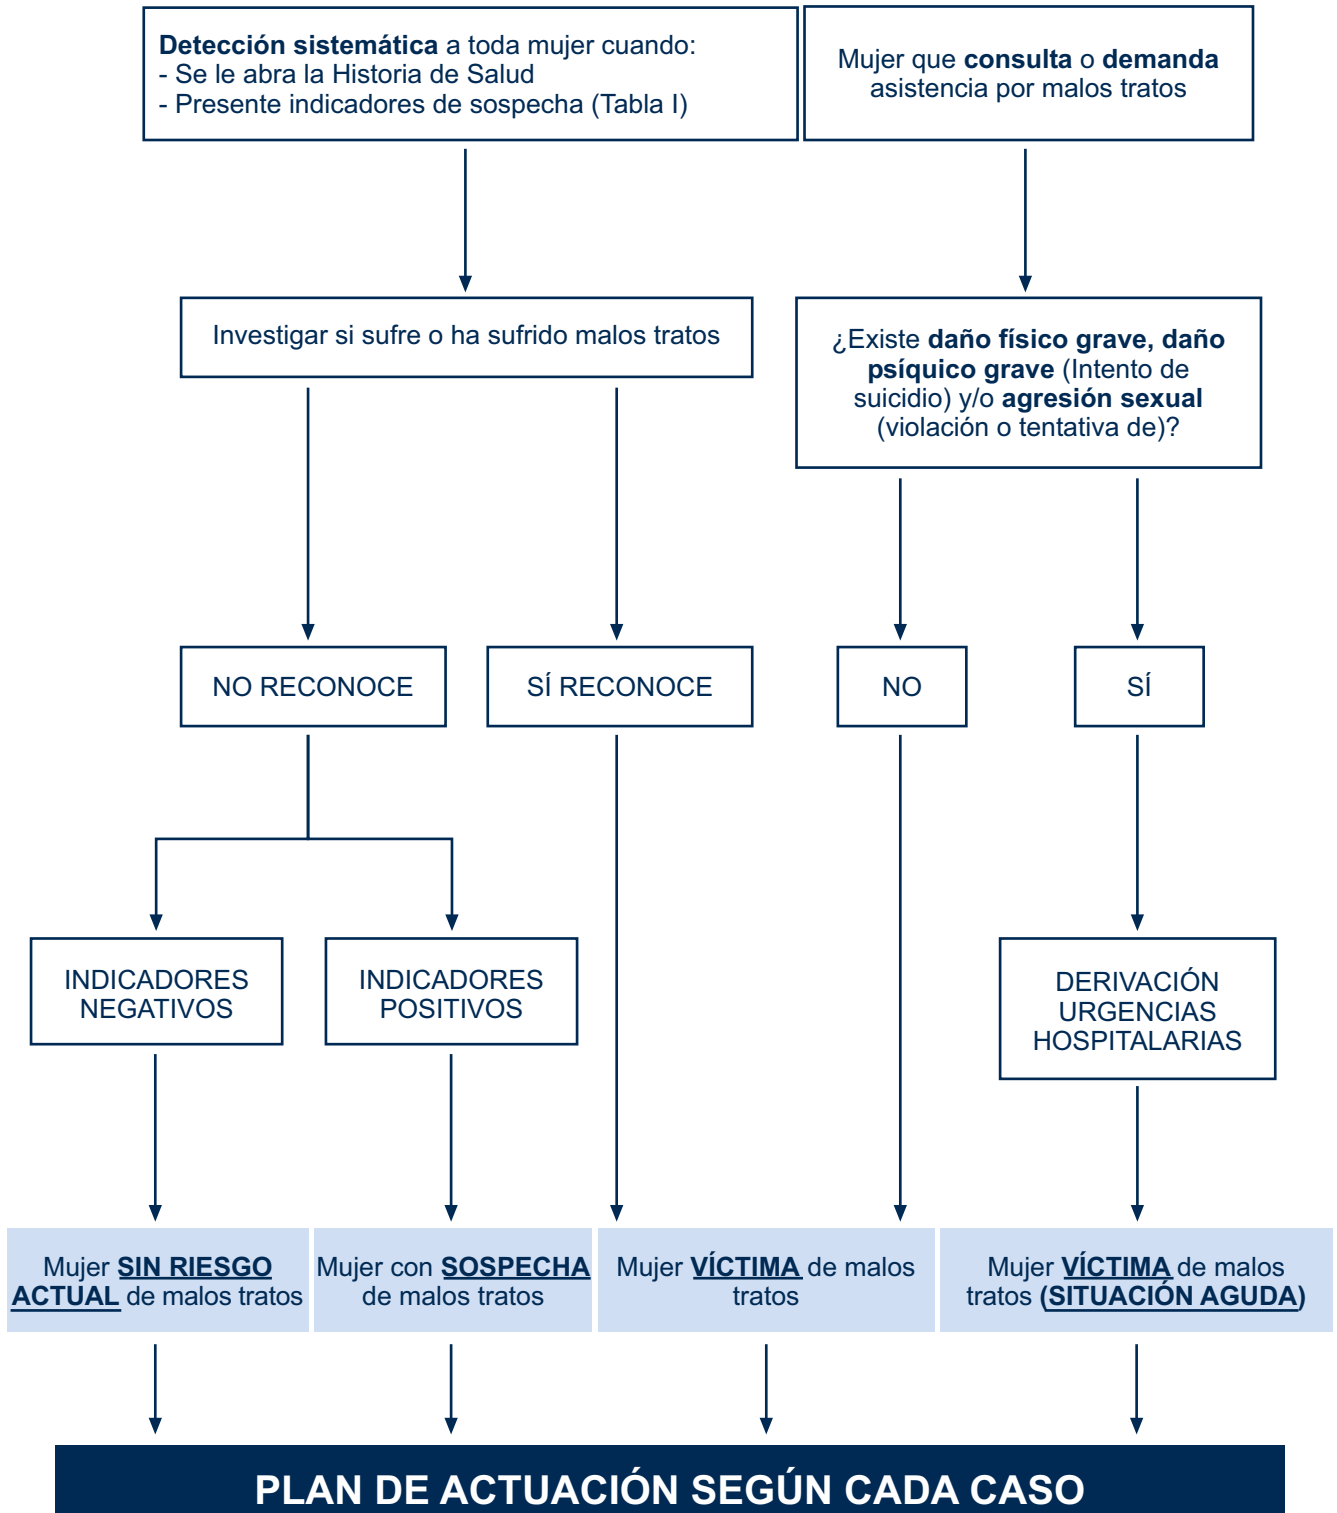 Detección sistemática a toda mujer cuando:
- Se le abra la Historia de Salud
- Presente indicadores de sospecha (Tabla I)
Mujer que consulta o demanda
asistencia por malos tratos
Investigar si sufre o ha sufrido malos tratos
¿Existe daño físico grave, daño
psíquico grave (Intento de
suicidio) y/o agresión sexual
(violación o tentativa de)?
NO RECONOCE
SÍ RECONOCE
NO
SÍ
INDICADORES
NEGATIVOS
INDICADORES
POSITIVOS
DERIVACIÓN
URGENCIAS
HOSPITALARIAS
Mujer SIN RIESGO
ACTUAL de malos tratos
Mujer con SOSPECHA
de malos tratos
Mujer VÍCTIMA de malos
tratos
Mujer VÍCTIMA de malos
tratos (SITUACIÓN AGUDA)
PLAN DE ACTUACIÓN SEGÚN CADA CASO